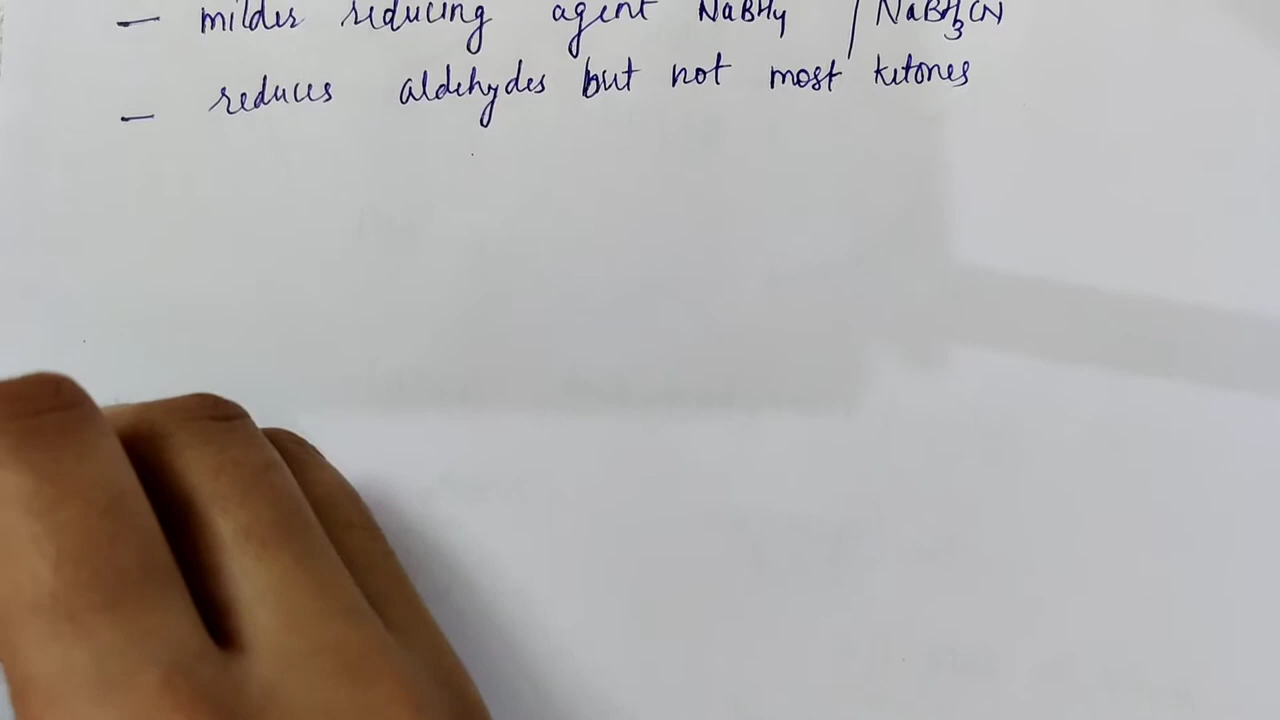 — milder reducing agent NaBH4 / NaBH3CN
— reduces aldehydes but not most ketones